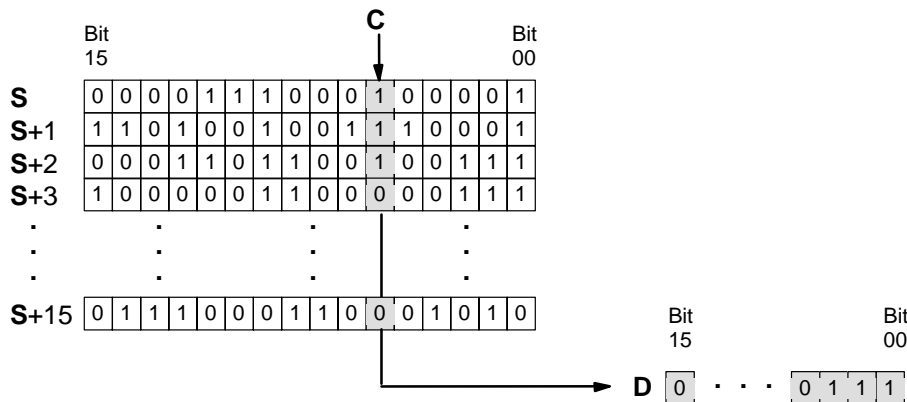 C
Bit Bit
15 00
S 0 0 0 0 1 1 1 0 0 0 1 0 0 0 0 1
S+1 1 1 0 1 0 0 1 0 0 1 1 1 0 0 0 1
S+2 0 0 0 1 1 0 1 1 0 0 1 0 0 1 1 1
S+3 1 0 0 0 0 0 1 1 0 0 0 0 0 1 1 1
. . . .
. . . .
. . . .
S+15 0 1 1 1 0 0 0 1 1 0 0 0 1 0 1 0
Bit Bit
15 00
D 0 . . . 0 1 1 1